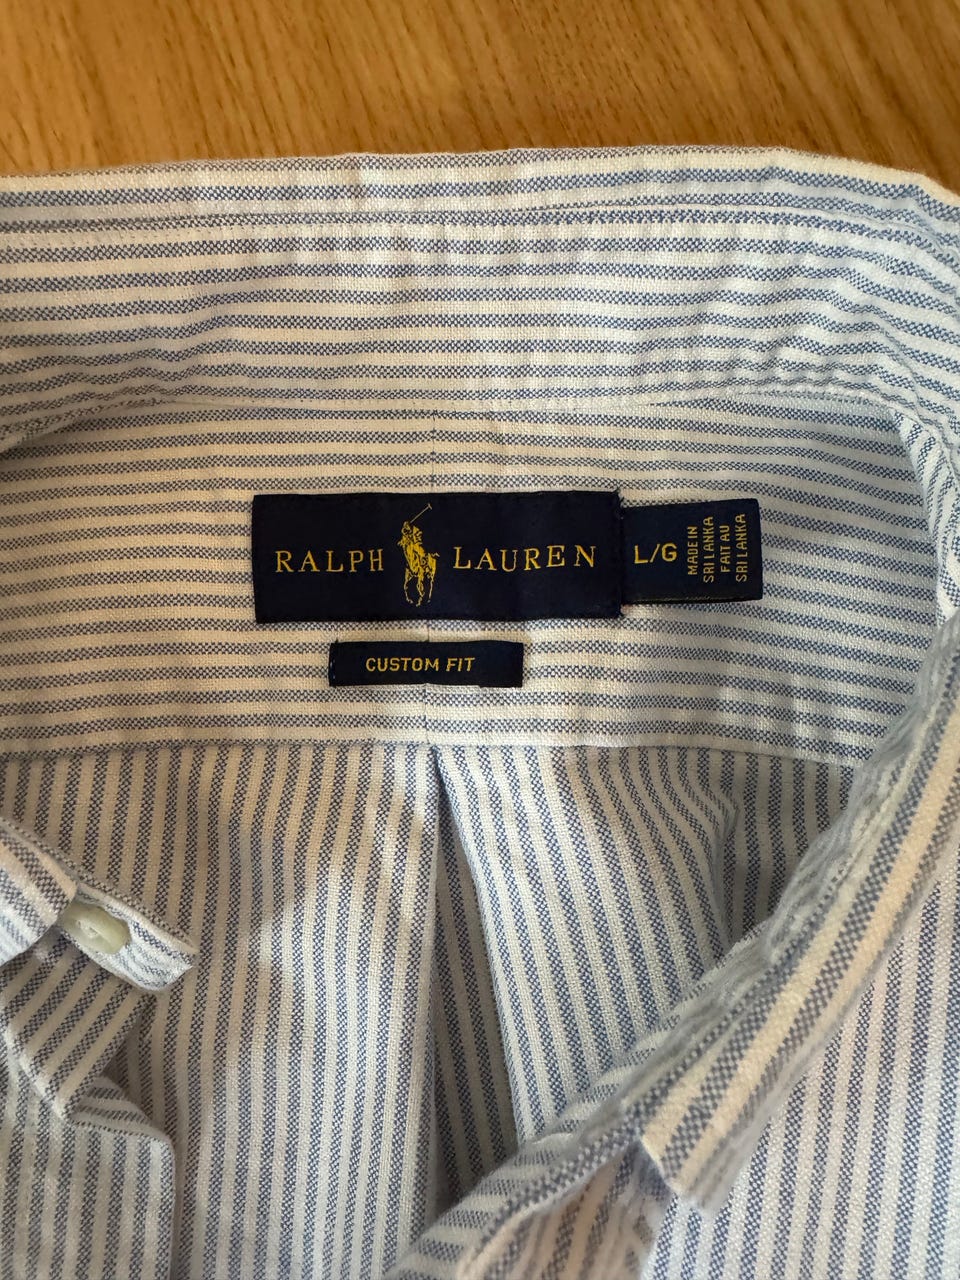 RALPH LAUREN
L/G
MADE IN
SRI LANKA
FAIT AU
SRI LANKA
CUSTOM FIT